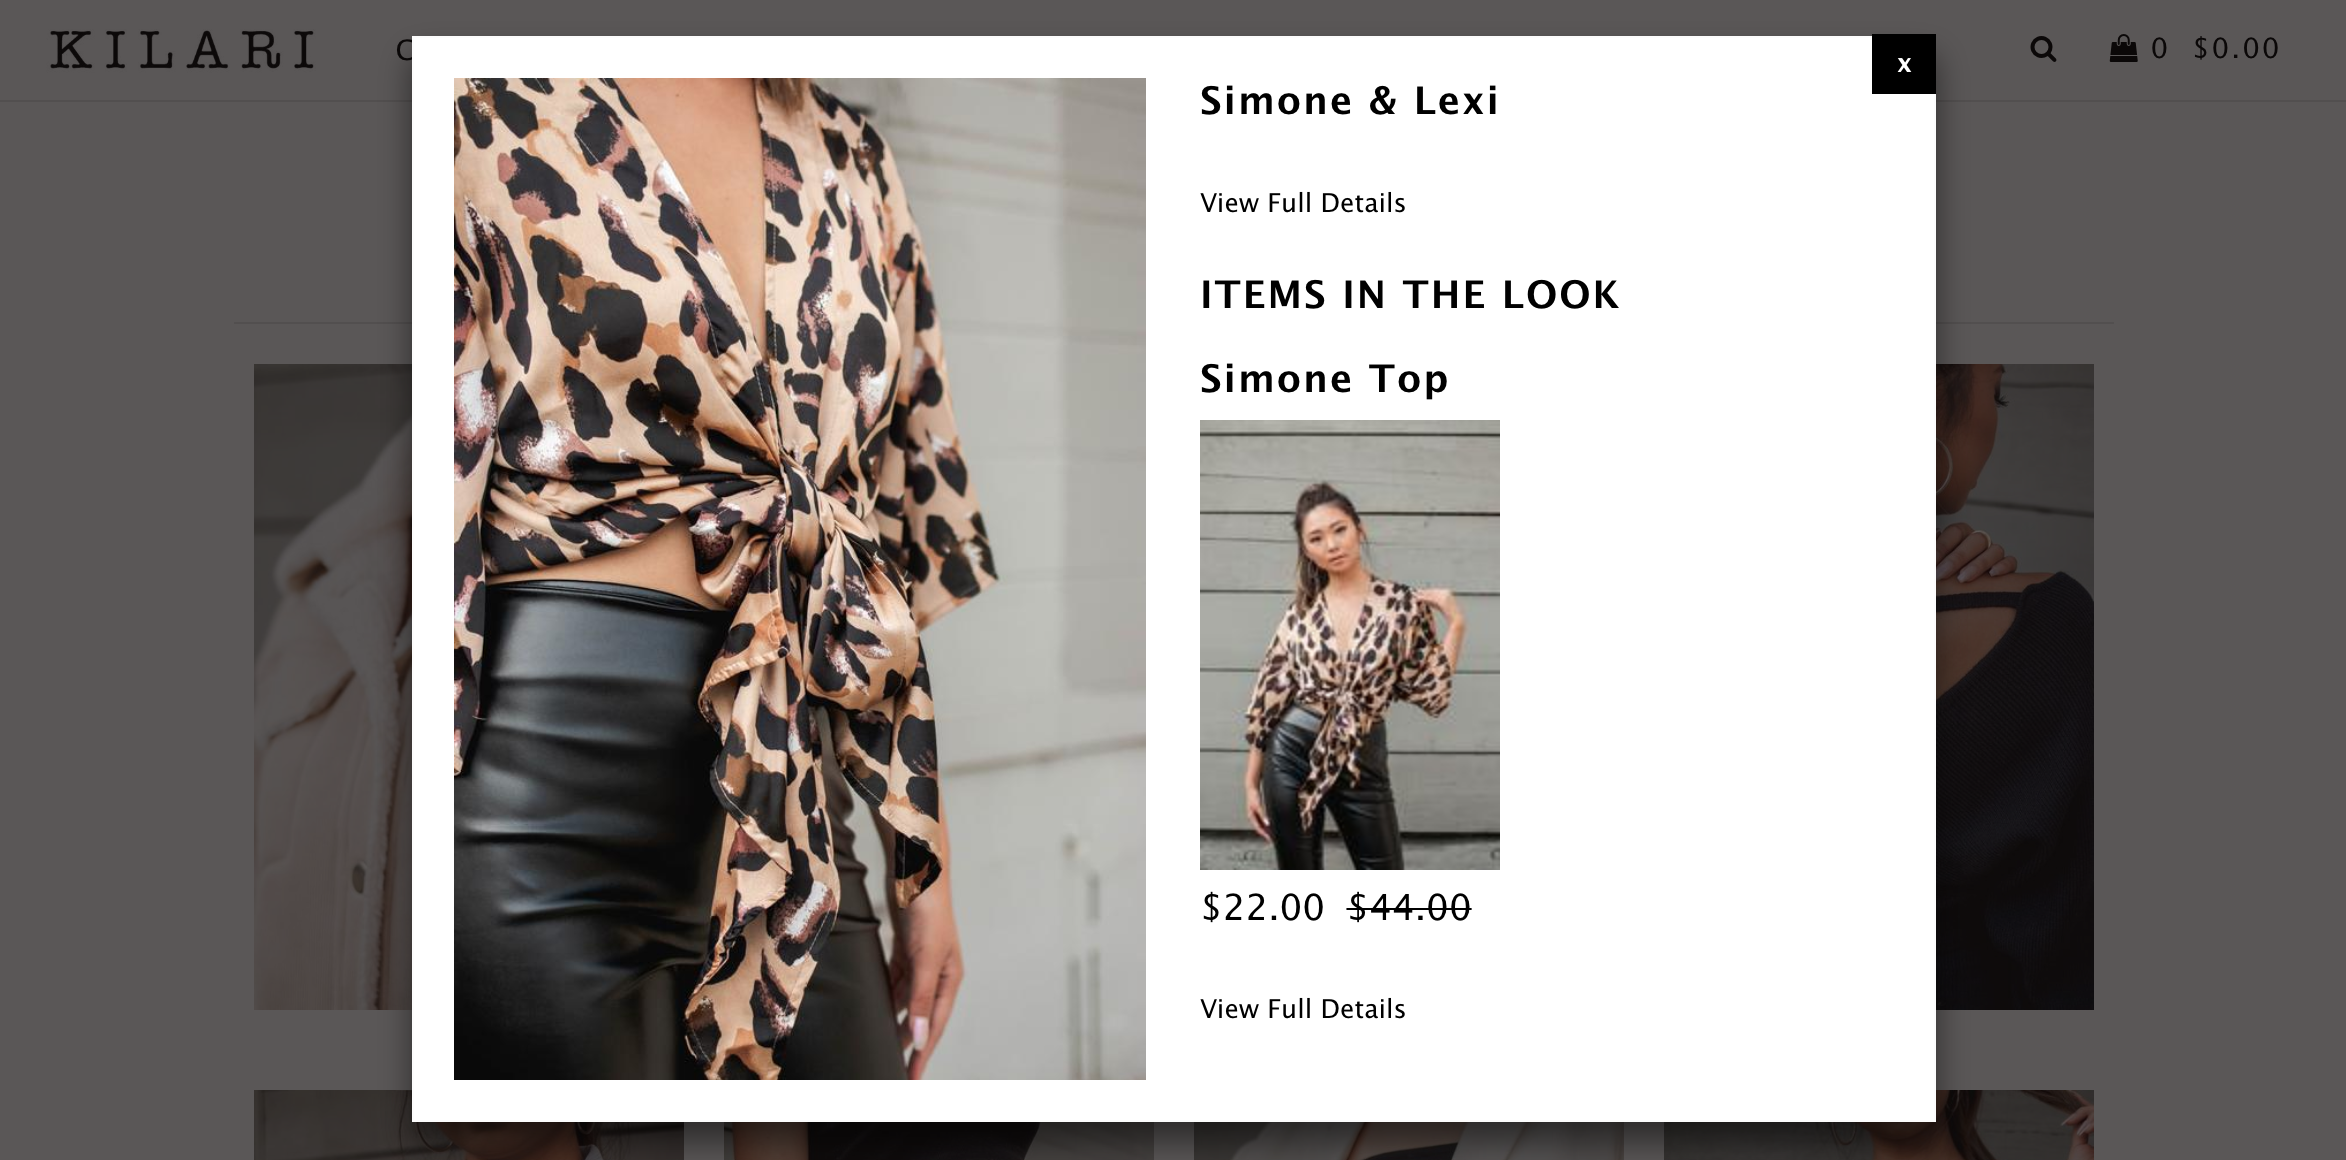 KILARI
0 $0.00
x
Simone & Lexi
View Full Details
ITEMS IN THE LOOK
Simone Top
$22.00 $44.00
View Full Details